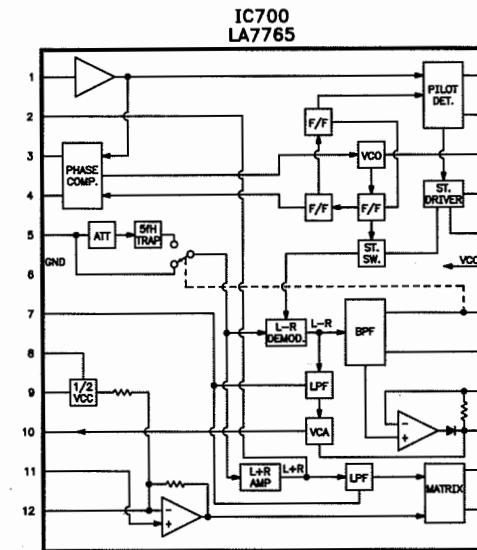 IC700
LA7765
1
2
3
4
5
6
7
8
9
10
11
12
GND
PHASE
COMP.
F/F
F/F
F/F
VCO
PILOT
DET.
ST.
DRIVER
ST.
SW.
VCC
ATT
5fH
TRAP
L-R
DEMOD.
L-R
BPF
LPF
VCA
1/2
VCC
L+R
AMP
L+R
LPF
MATRIX
-
+
-
+